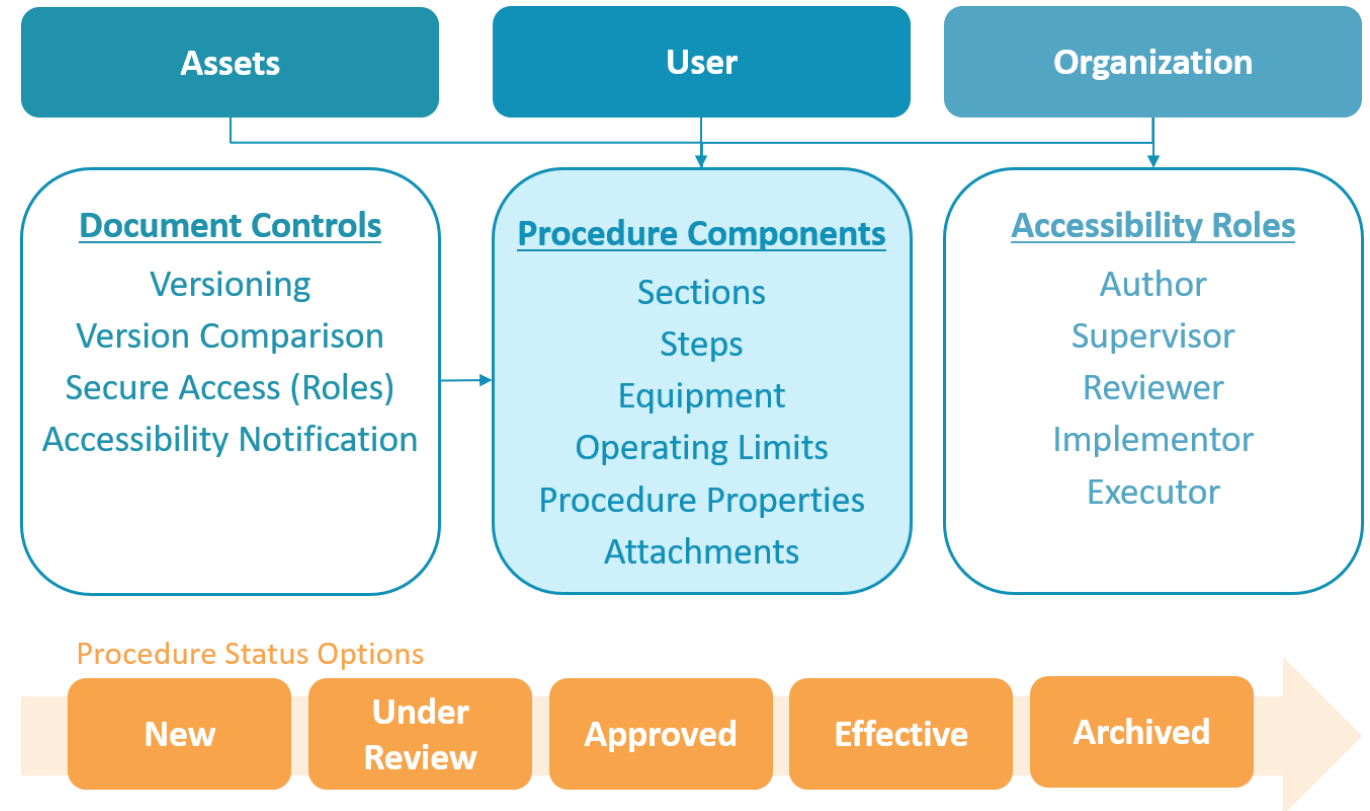 Assets
User
Organization
Document Controls
Versioning
Version Comparison
Secure Access (Roles)
Accessibility Notification
Procedure Components
Sections
Steps
Equipment
Operating Limits
Procedure Properties
Attachments
Accessibility Roles
Author
Supervisor
Reviewer
Implementor
Executor
Procedure Status Options
New
Under
Review
Approved
Effective
Archived